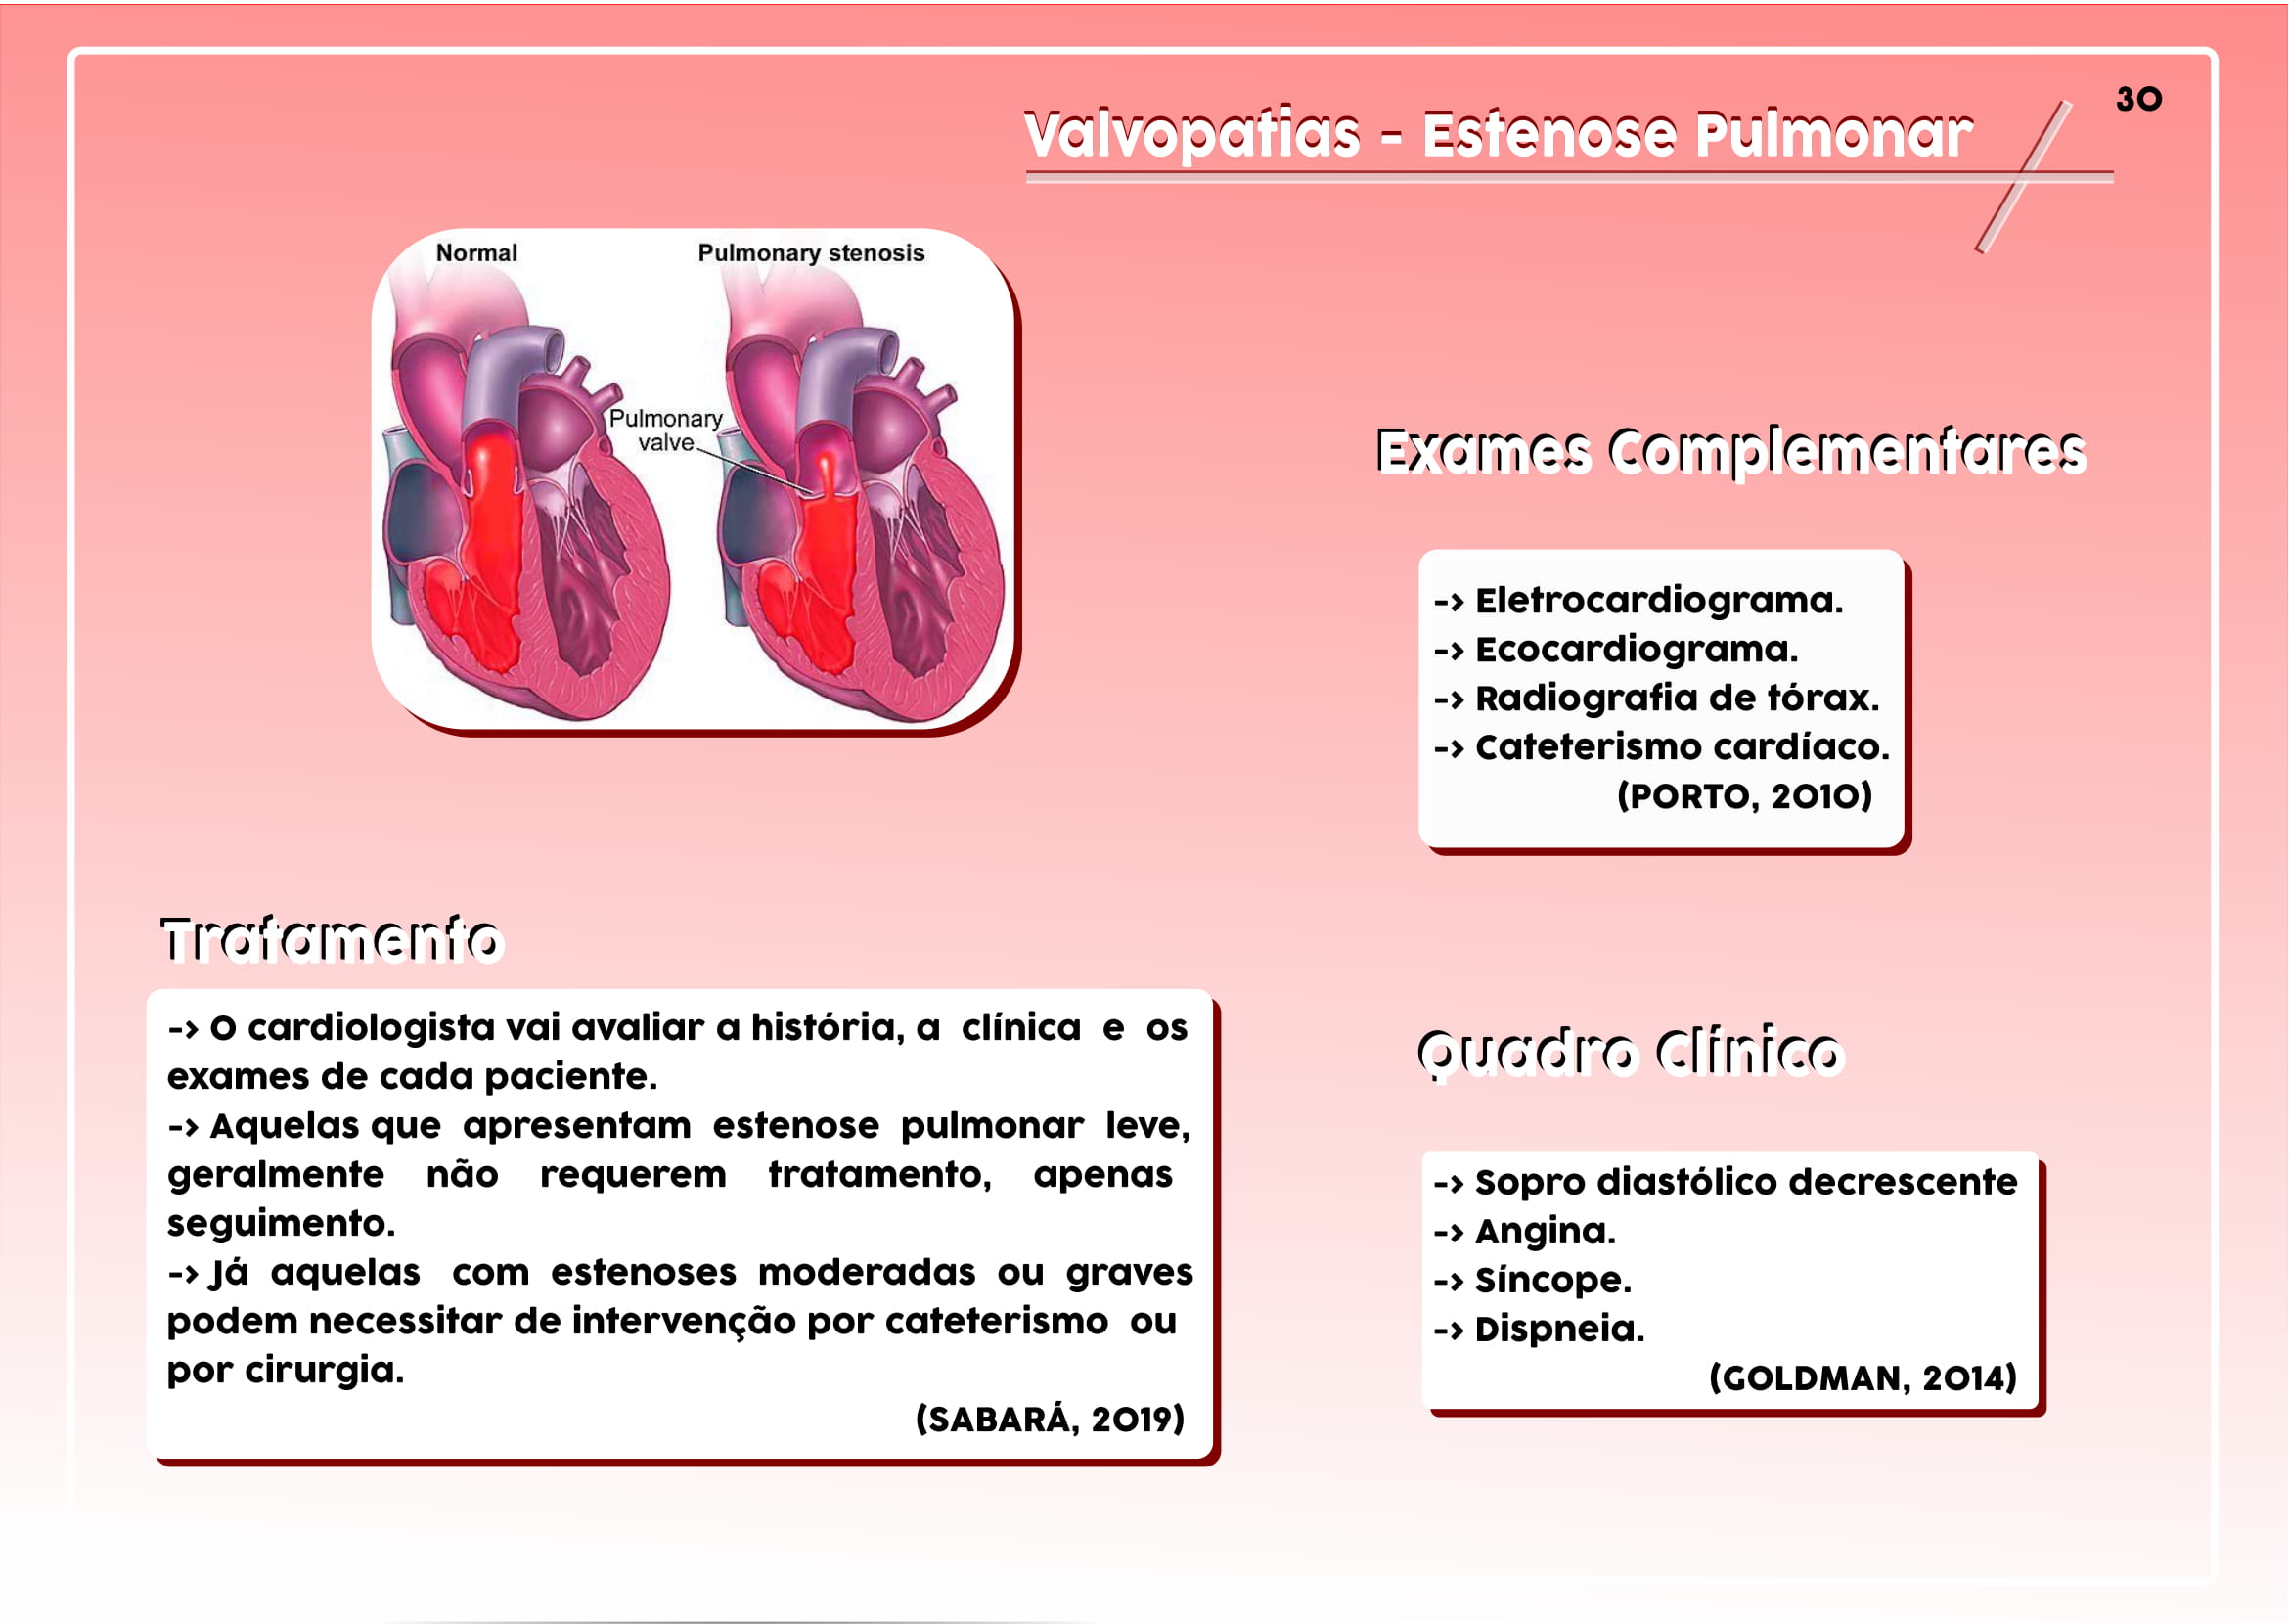 30
Valvopatias - Estenose Pulmonar
Normal
Pulmonary stenosis
Pulmonary
valve
Exames Complementares
-> Eletrocardiograma.
-> Ecocardiograma.
-> Radiografia de tórax.
-> Cateterismo cardíaco.
(PORTO, 2010)
Tratamento
-> O cardiologista vai avaliar a história, a clínica e os
exames de cada paciente.
-> Aquelas que apresentam estenose pulmonar leve,
geralmente não requerem tratamento, apenas
seguimento.
-> Já aquelas com estenoses moderadas ou graves
podem necessitar de intervenção por cateterismo ou
por cirurgia.
(SABARÁ, 2019)
Quadro Clínico
-> Sopro diastólico decrescente
-> Angina.
-> Síncope.
-> Dispneia.
(GOLDMAN, 2014)